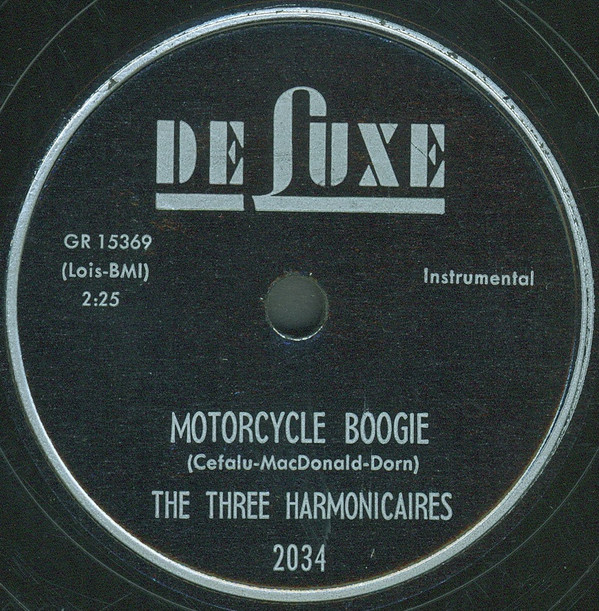 DE LUXE
GR 15369
(Lois-BMI)
2:25
Instrumental
MOTORCYCLE BOOGIE
(Cefalu-MacDonald-Dorn)
THE THREE HARMONICAIRES
2034